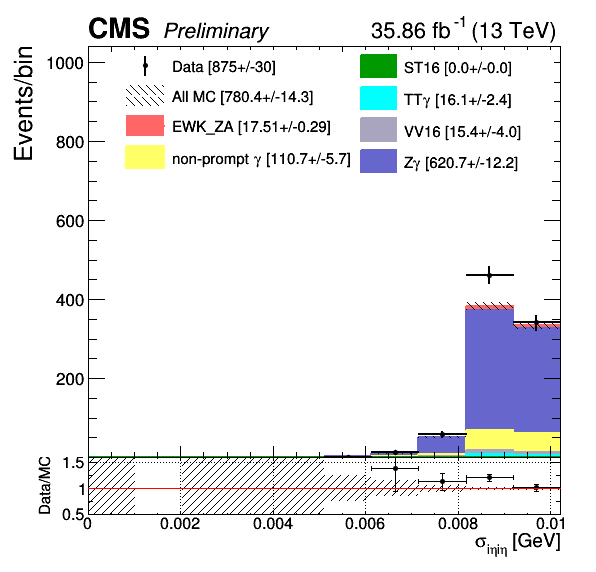 CMS Preliminary 35.86 fb⁻¹ (13 TeV)
Events/bin
1000
800
600
400
200
Data [875+/-30]
All MC [780.4+/-14.3]
EWK_ZA [17.51+/-0.29]
non-prompt γ [110.7+/-5.7]
ST16 [0.0+/-0.0]
TTγ [16.1+/-2.4]
VV16 [15.4+/-4.0]
Zγ [620.7+/-12.2]
Data/MC
1.5
1
0.5
0 0.002 0.004 0.006 0.008 0.01
σiηiη [GeV]